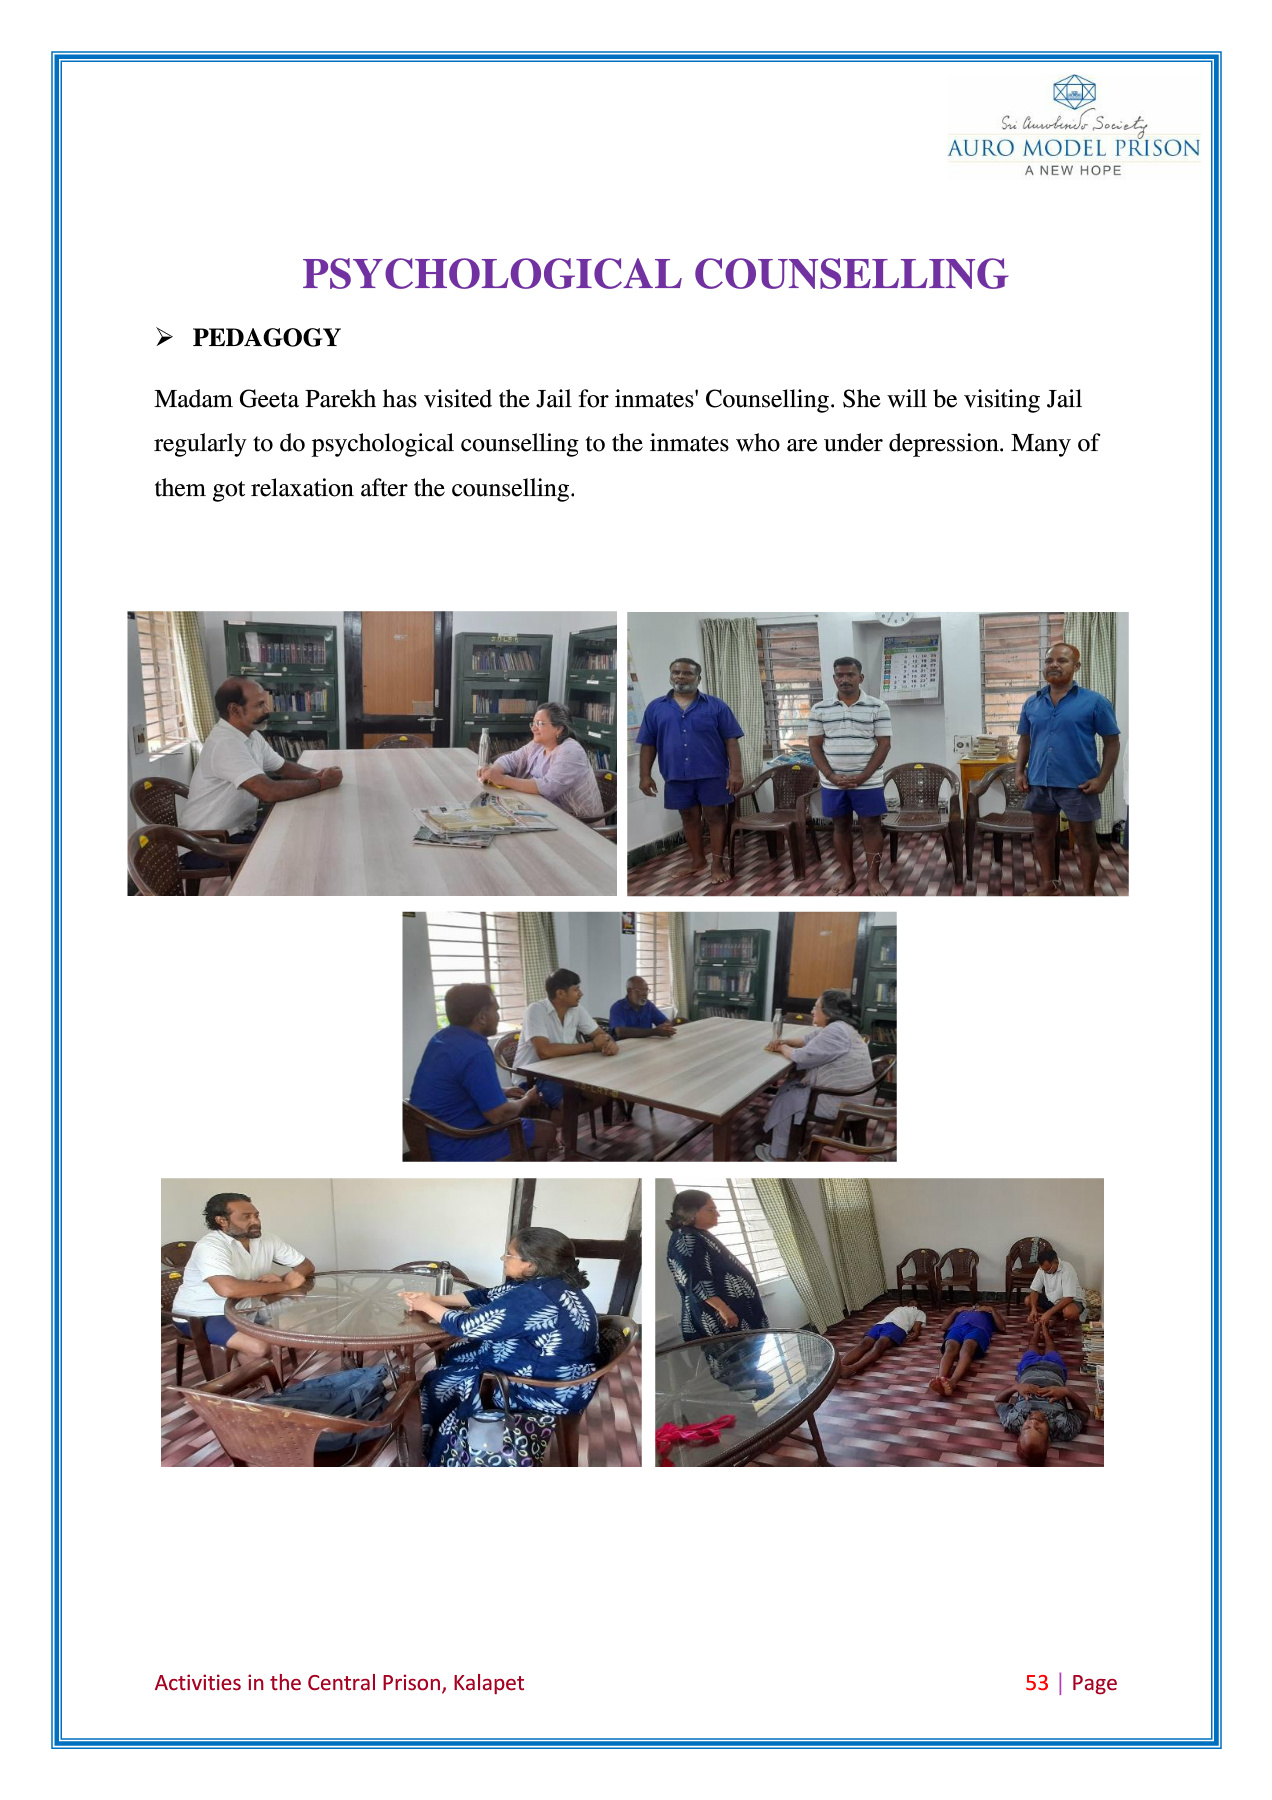 Sri Aurobindo Society
AURO MODEL PRISON
A NEW HOPE
PSYCHOLOGICAL COUNSELLING
➢ PEDAGOGY
Madam Geeta Parekh has visited the Jail for inmates' Counselling. She will be visiting Jail
regularly to do psychological counselling to the inmates who are under depression. Many of
them got relaxation after the counselling.
Activities in the Central Prison, Kalapet
53 | Page